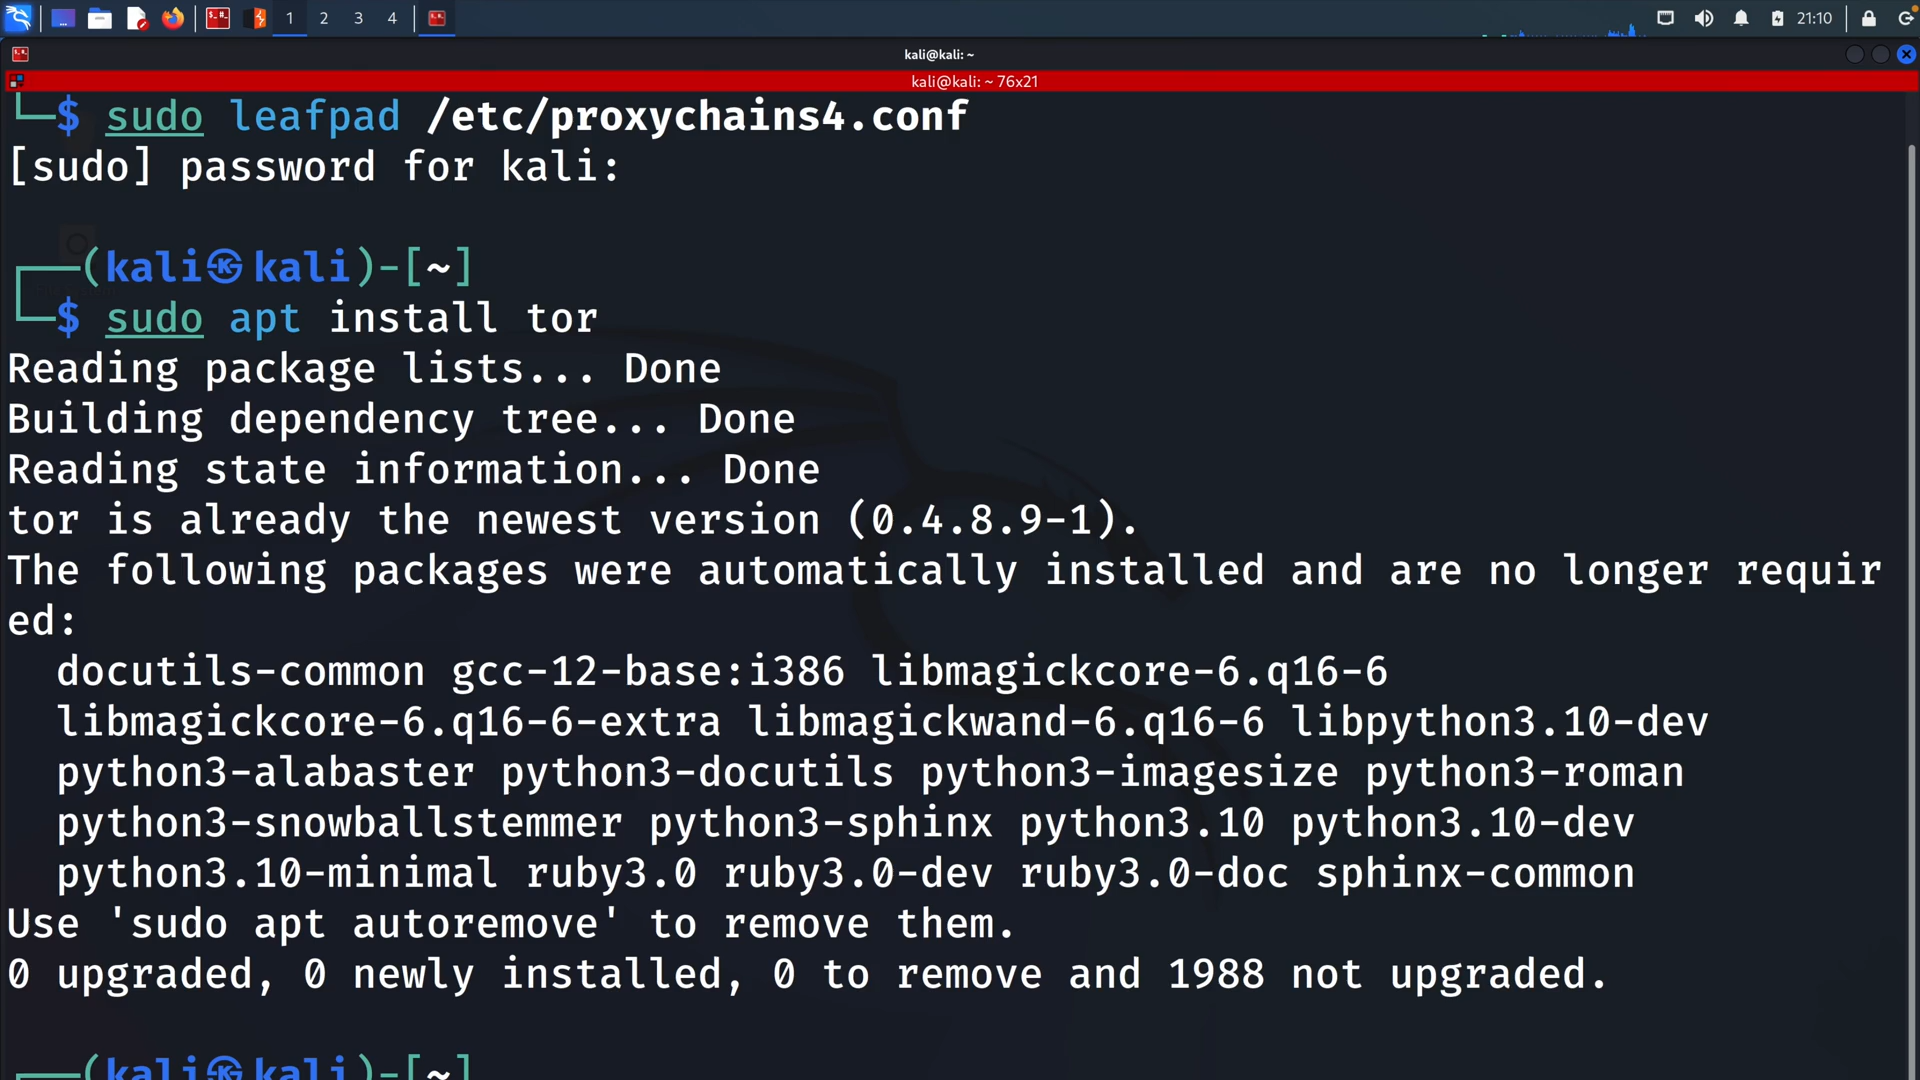 1 2 3 4 21:10
kali@kali: ~
kali@kali: ~ 76x21
└─$ sudo leafpad /etc/proxychains4.conf
[sudo] password for kali:
┌──(kali㉿kali)-[~]
└─$ sudo apt install tor
Reading package lists... Done
Building dependency tree... Done
Reading state information... Done
tor is already the newest version (0.4.8.9-1).
The following packages were automatically installed and are no longer requir
ed:
docutils-common gcc-12-base:i386 libmagickcore-6.q16-6
libmagickcore-6.q16-6-extra libmagickwand-6.q16-6 libpython3.10-dev
python3-alabaster python3-docutils python3-imagesize python3-roman
python3-snowballstemmer python3-sphinx python3.10 python3.10-dev
python3.10-minimal ruby3.0 ruby3.0-dev ruby3.0-doc sphinx-common
Use 'sudo apt autoremove' to remove them.
0 upgraded, 0 newly installed, 0 to remove and 1988 not upgraded.
┌──(kali㉿kali)-[~]